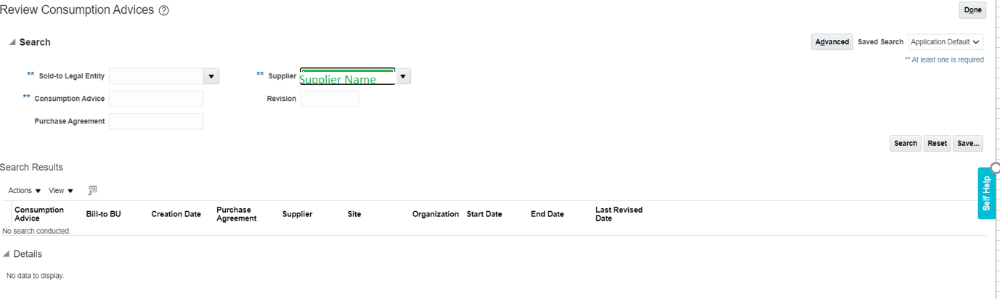 Review Consumption Advices ?
Done
Search
Advanced Saved Search Application Default
** At least one is required
** Sold-to Legal Entity
** Supplier Supplier Name
** Consumption Advice
Revision
Purchase Agreement
Search Reset Save...
Search Results
Actions View
Consumption Advice
Bill-to BU
Creation Date
Purchase Agreement
Supplier
Site
Organization
Start Date
End Date
Last Revised Date
No search conducted.
Details
No data to display.
Self Help